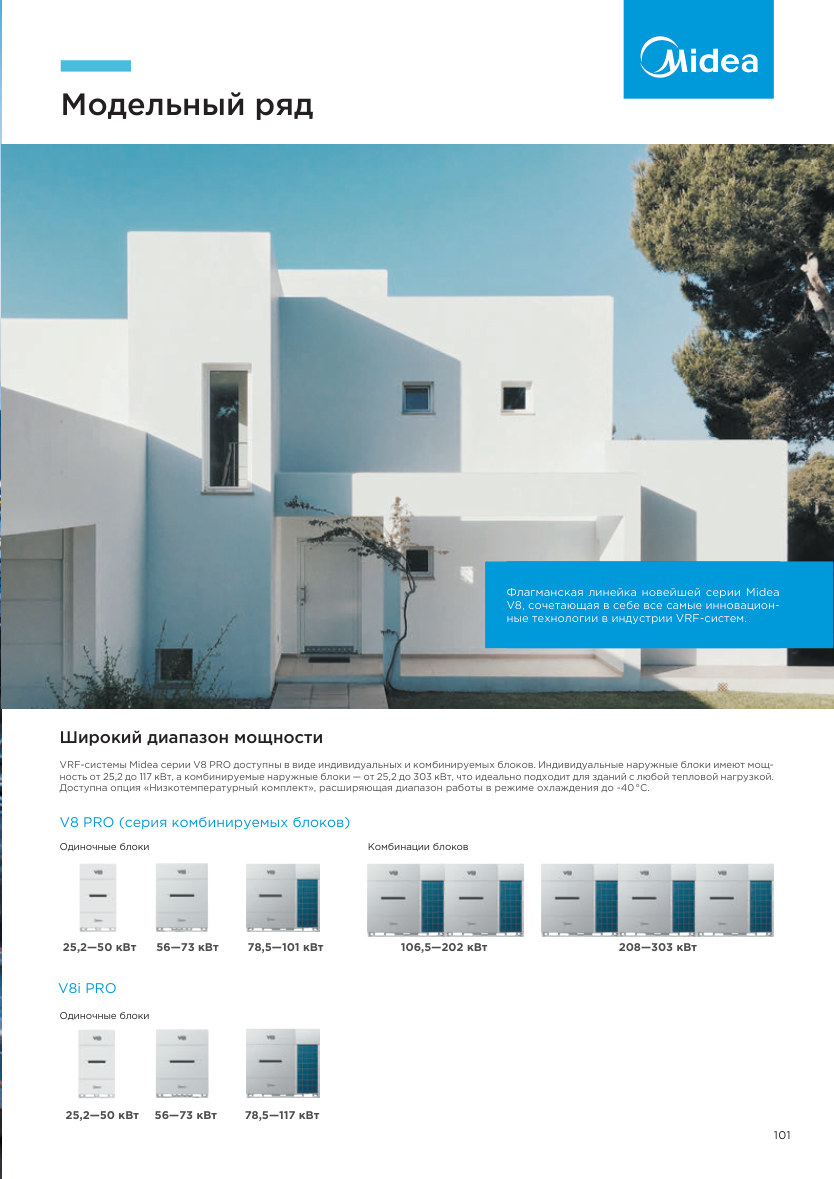 Midea
Модельный ряд
Флагманская линейка новейшей серии Midea
V8, сочетающая в себе все самые инновацион-
ные технологии в индустрии VRF-систем.
Широкий диапазон мощности
VRF-системы Midea серии V8 PRO доступны в виде индивидуальных и комбинируемых блоков. Индивидуальные наружные блоки имеют мощ-
ность от 25,2 до 117 кВт, а комбинируемые наружные блоки — от 25,2 до 303 кВт, что идеально подходит для зданий с любой тепловой нагрузкой.
Доступна опция «Низкотемпературный комплект», расширяющая диапазон работы в режиме охлаждения до -40 °С.
V8 PRO (серия комбинируемых блоков)
Одиночные блоки
Комбинации блоков
25,2—50 кВт
56—73 кВт
78,5—101 кВт
106,5—202 кВт
208—303 кВт
V8i PRO
Одиночные блоки
25,2—50 кВт
56—73 кВт
78,5—117 кВт
101